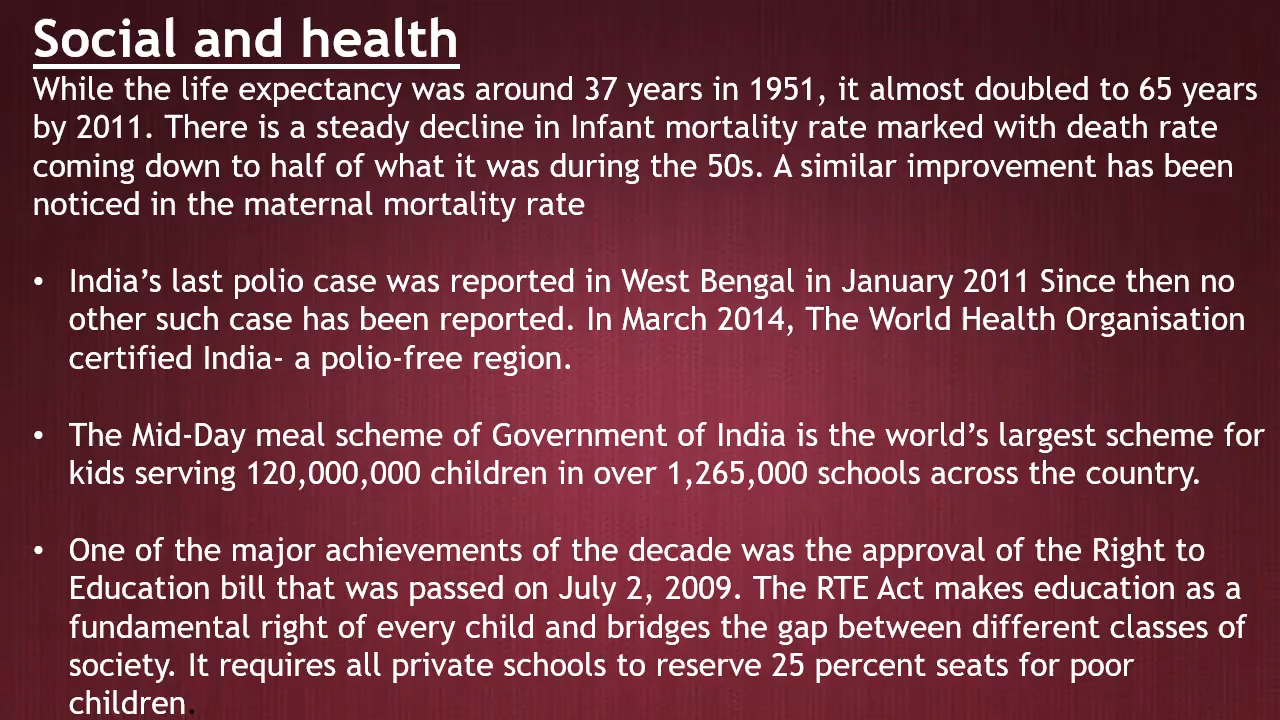 Social and health
While the life expectancy was around 37 years in 1951, it almost doubled to 65 years
by 2011. There is a steady decline in Infant mortality rate marked with death rate
coming down to half of what it was during the 50s. A similar improvement has been
noticed in the maternal mortality rate
• India’s last polio case was reported in West Bengal in January 2011 Since then no
other such case has been reported. In March 2014, The World Health Organisation
certified India- a polio-free region.
• The Mid-Day meal scheme of Government of India is the world’s largest scheme for
kids serving 120,000,000 children in over 1,265,000 schools across the country.
• One of the major achievements of the decade was the approval of the Right to
Education bill that was passed on July 2, 2009. The RTE Act makes education as a
fundamental right of every child and bridges the gap between different classes of
society. It requires all private schools to reserve 25 percent seats for poor
children.